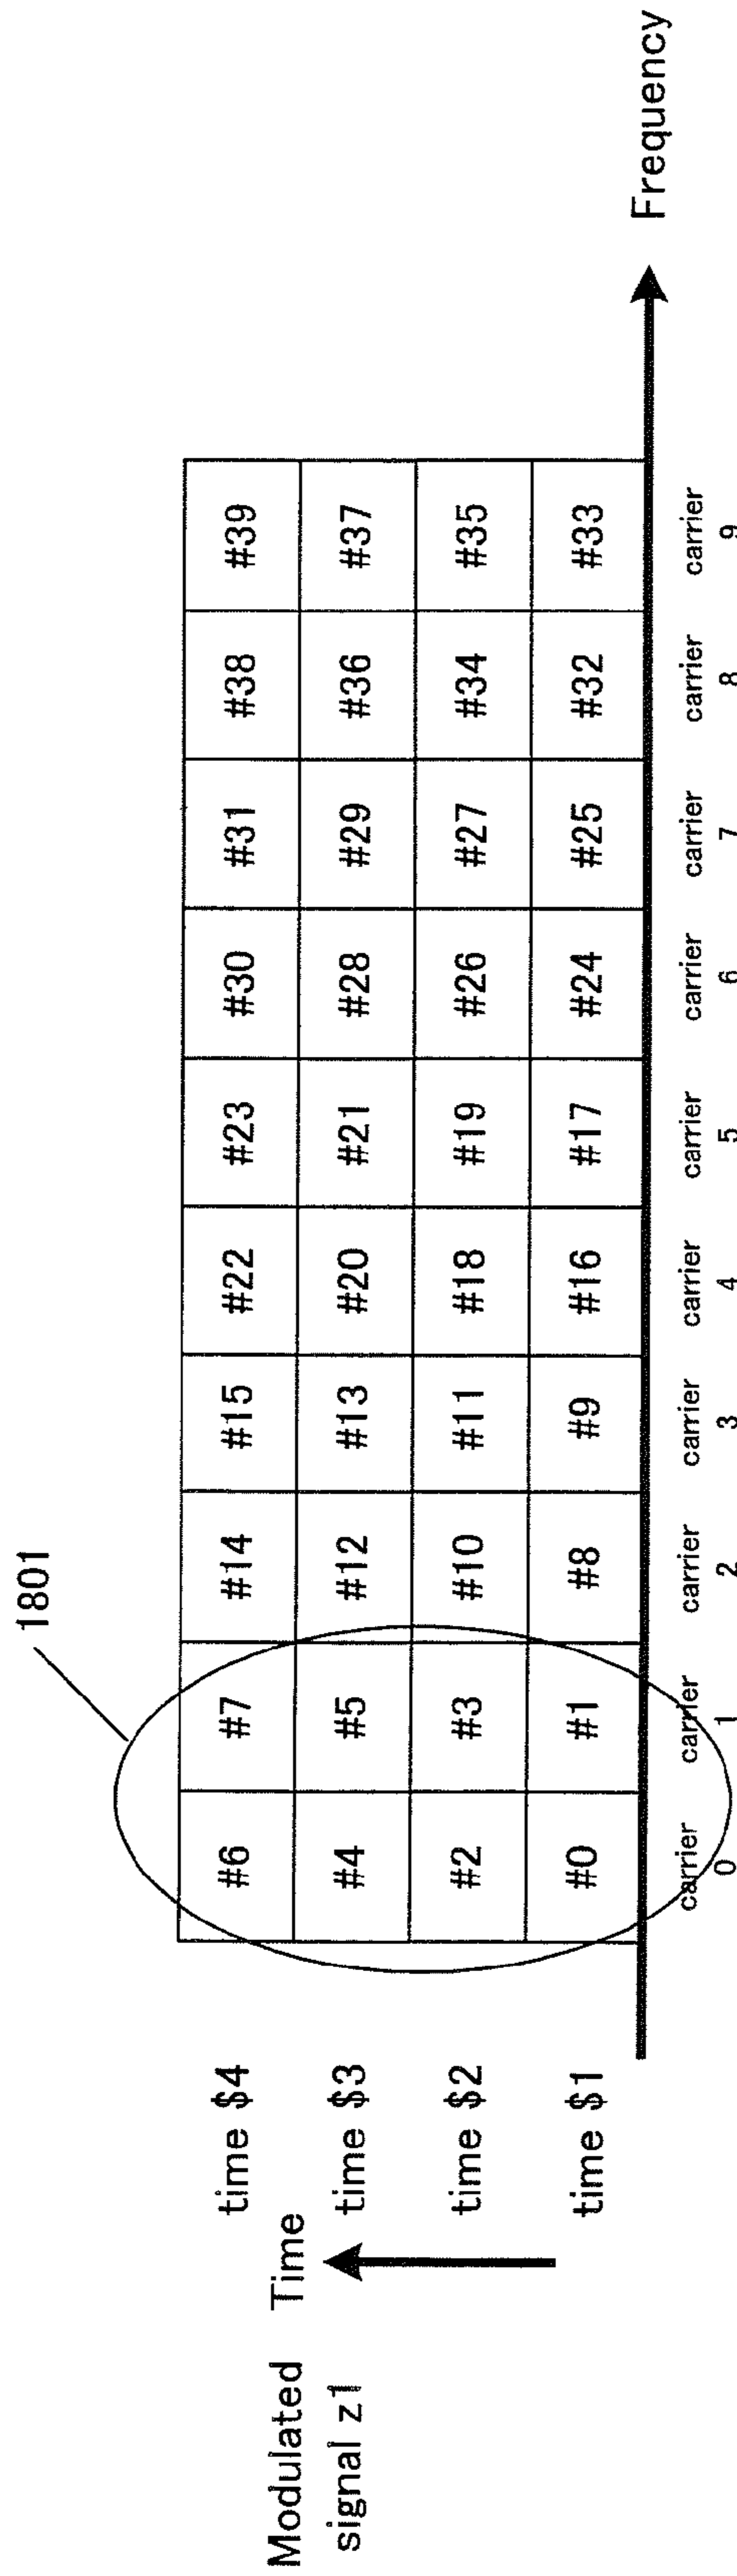 1801
Modulated
signal z1
Time
time $4
#6 #7 #14 #15 #22 #23 #30 #31 #38 #39
time $3
#4 #5 #12 #13 #20 #21 #28 #29 #36 #37
time $2
#2 #3 #10 #11 #18 #19 #26 #27 #34 #35
time $1
#0 #1 #8 #9 #16 #17 #24 #25 #32 #33
Frequency
carrier carrier carrier carrier carrier carrier carrier carrier carrier carrier
0 1 2 3 4 5 6 7 8 9